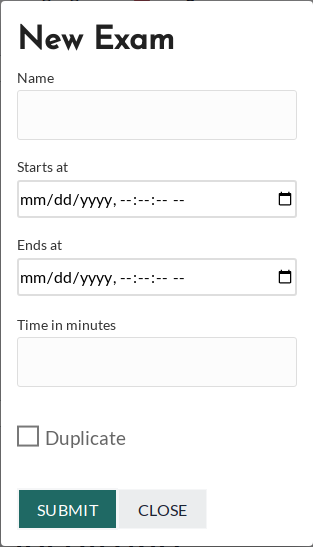 New Exam
Name
Starts at
mm/dd/yyyy, --:--:-- --
Ends at
mm/dd/yyyy, --:--:-- --
Time in minutes
Duplicate
SUBMIT CLOSE